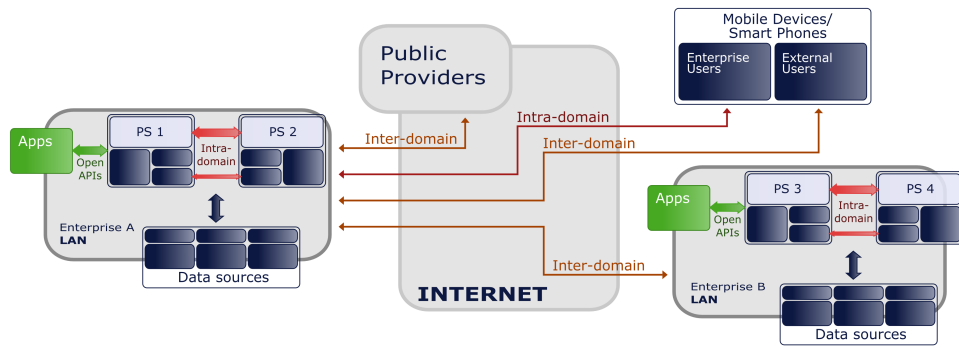 Public
Providers
Mobile Devices/
Smart Phones
Enterprise
Users
External
Users
Apps
Open
APIs
PS 1
PS 2
Intra-
domain
Enterprise A
LAN
Data sources
Inter-domain
Intra-domain
Inter-domain
Inter-domain
INTERNET
Apps
Open
APIs
PS 3
PS 4
Intra-
domain
Enterprise B
LAN
Data sources